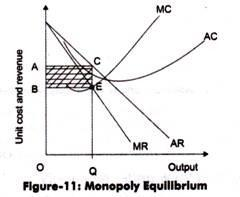 MC
AC
A
C
B
E
Unit cost and revenue
MR
AR
O
Q
Output
Figure-11: Monopoly Equilibrium